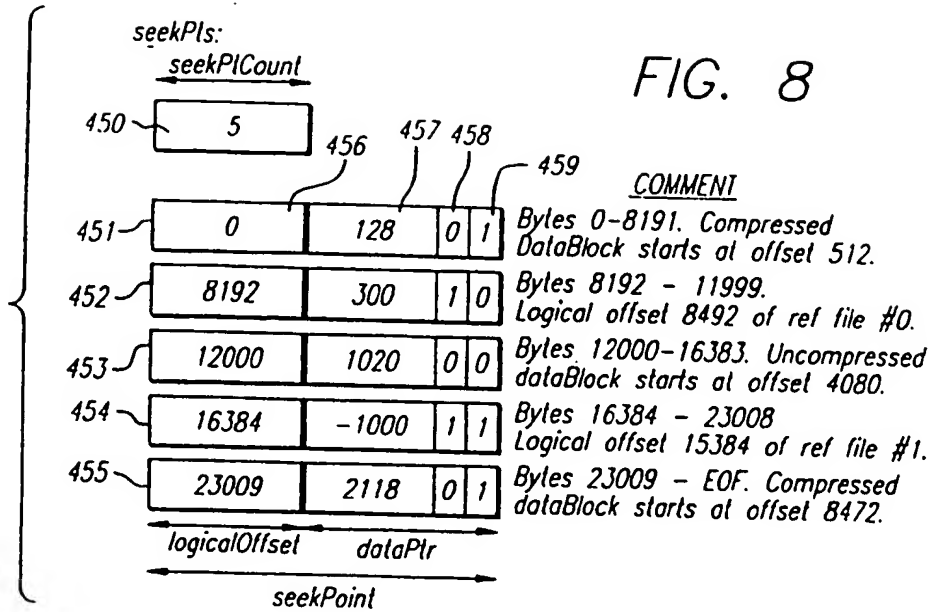 seekPts:
seekPtCount
FIG. 8
450
5
456
457
458
459
COMMENT
451
0
128
0
1
Bytes 0-8191. Compressed
DataBlock starts at offset 512.
452
8192
300
1
0
Bytes 8192 - 11999.
Logical offset 8492 of ref file #0.
453
12000
1020
0
0
Bytes 12000-16383. Uncompressed
dataBlock starts at offset 4080.
454
16384
-1000
1
1
Bytes 16384 - 23008
Logical offset 15384 of ref file #1.
455
23009
2118
0
1
Bytes 23009 - EOF. Compressed
dataBlock starts at offset 8472.
logicalOffset
dataPtr
seekPoint